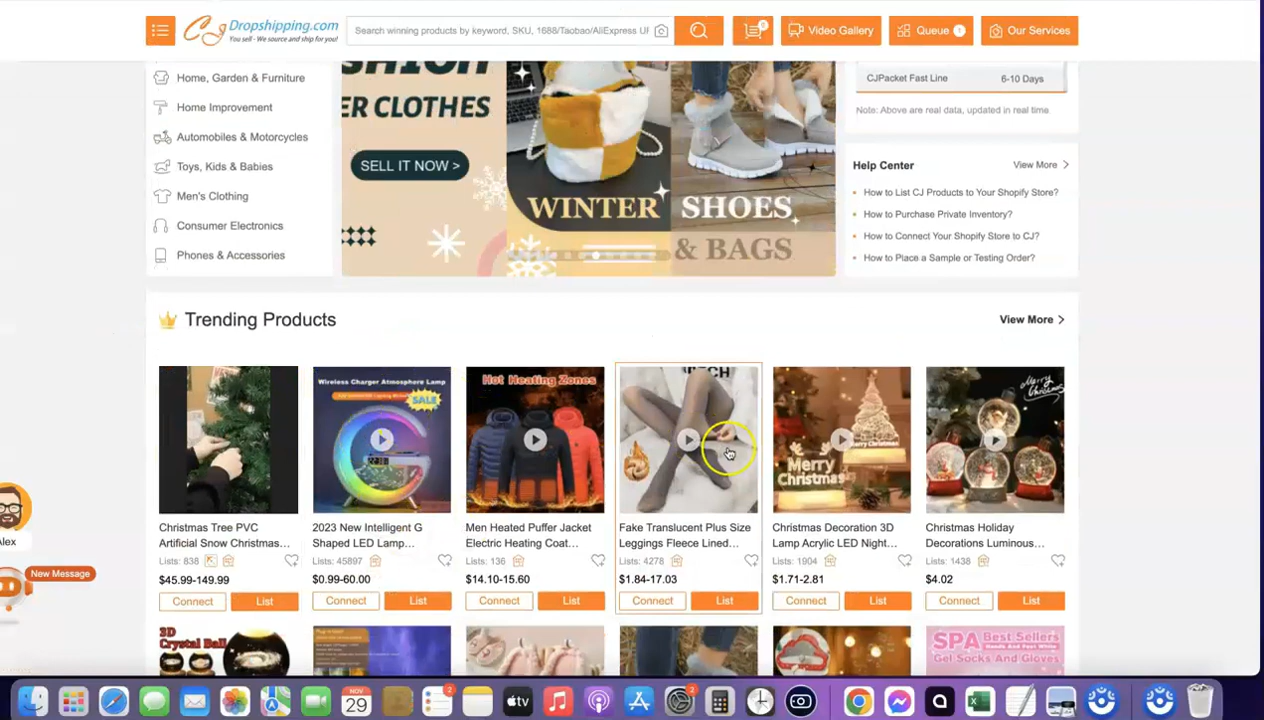 CJ Dropshipping.com
You sell - We source and ship for you!
Search winning products by keyword, SKU, 1688/Taobao/AliExpress UR
0
Video Gallery
Queue
Our Services
Home, Garden & Furniture
Home Improvement
Automobiles & Motorcycles
Toys, Kids & Babies
Men's Clothing
Consumer Electronics
Phones & Accessories
ER CLOTHES
SELL IT NOW >
WINTER SHOES
& BAGS
CJPacket Fast Line 6-10 Days
Note: Above are real data, updated in real time.
Help Center View More >
How to List CJ Products to Your Shopify Store?
How to Purchase Private Inventory?
How to Connect Your Shopify Store to CJ?
How to Place a Sample or Testing Order?
Trending Products View More >
Wireless Charger Atmosphere Lamp
SALE
Hot Heating Zones
Merry Christmas
Merry Christmas
Christmas Tree PVC
Artificial Snow Christmas...
Lists: 838
$45.99-149.99
Connect List
2023 New Intelligent G
Shaped LED Lamp...
Lists: 45897
$0.99-60.00
Connect List
Men Heated Puffer Jacket
Electric Heating Coat...
Lists: 136
$14.10-15.60
Connect List
Fake Translucent Plus Size
Leggings Fleece Lined...
Lists: 4278
$1.84-17.03
Connect List
Christmas Decoration 3D
Lamp Acrylic LED Night...
Lists: 1904
$1.71-2.81
Connect List
Christmas Holiday
Decorations Luminous...
Lists: 1438
$4.02
Connect List
Alex
New Message
3D
Crystal Ball
SPA Best Sellers
Gel Socks And Gloves
NOV
29
2
tv
2